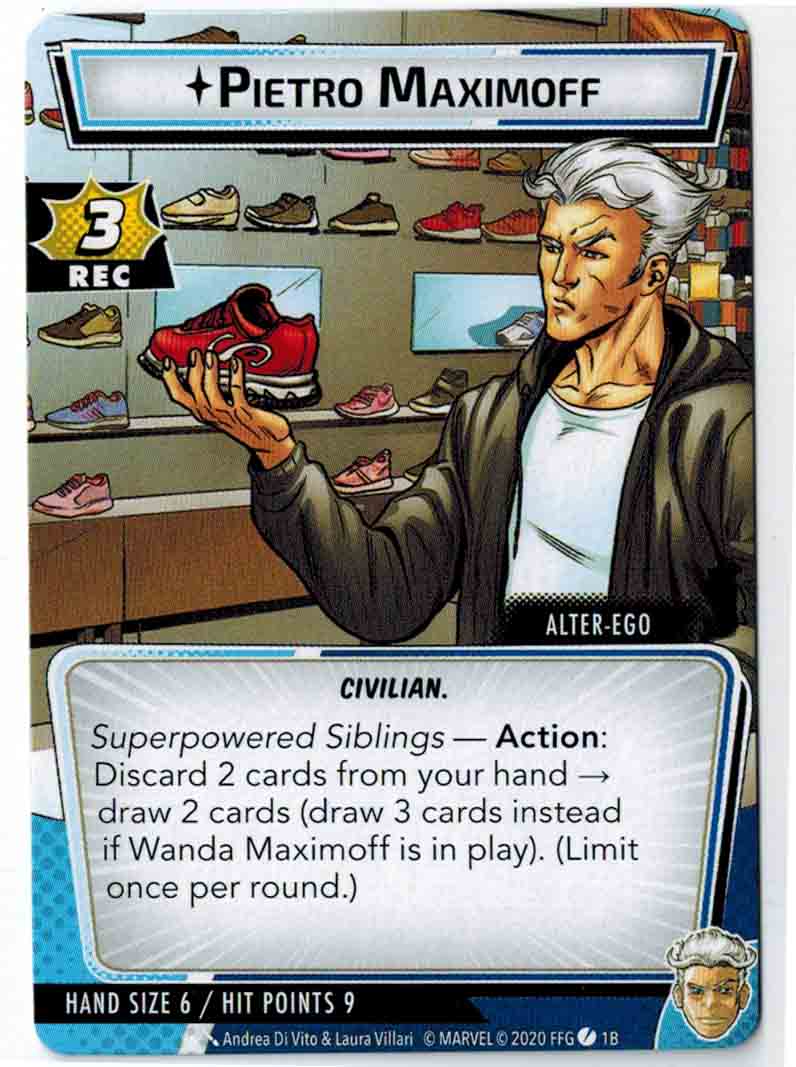 PIETRO MAXIMOFF
3
REC
ALTER-EGO
CIVILIAN.
Superpowered Siblings — Action:
Discard 2 cards from your hand →
draw 2 cards (draw 3 cards instead
if Wanda Maximoff is in play). (Limit
once per round.)
HAND SIZE 6 / HIT POINTS 9
Andrea Di Vito & Laura Villari © MARVEL © 2020 FFG 1B